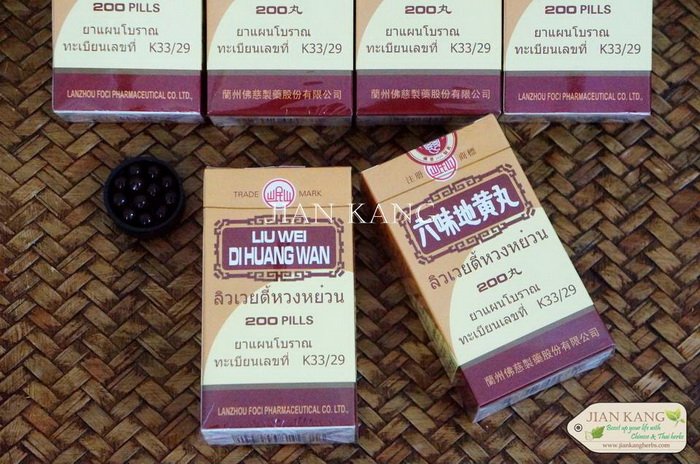 200 PILLS
ยาแผนโบราณ
ทะเบียนเลขที่ K33/29
LANZHOU FOCI PHARMACEUTICAL CO. LTD.,
200丸
ยาแผนโบราณ
ทะเบียนเลขที่ K33/29
蘭州佛慈製藥股份有限公司
200丸
ยาแผนโบราณ
ทะเบียนเลขที่ K33/29
蘭州佛慈製藥股份有限公司
200 PILLS
ยาแผนโบราณ
ทะเบียนเลขที่ K33/29
LANZHOU FOCI PHARMACEUTICAL CO. LTD.,
TRADE MARK
LIU WEI
DI HUANG WAN
ลิวเวยตี้หวงหย่วน
200 PILLS
ยาแผนโบราณ
ทะเบียนเลขที่ K33/29
LANZHOU FOCI PHARMACEUTICAL CO. LTD.,
注册 商標
六味地黄丸
ลิวเวยตี้หวงหย่วน
200丸
ยาแผนโบราณ
ทะเบียนเลขที่ K33/29
蘭州佛慈製藥股份有限公司
JIAN KANG
JIAN KANG
Boost up your life with
Chinese & Thai herbs
www.jiankangherbs.com